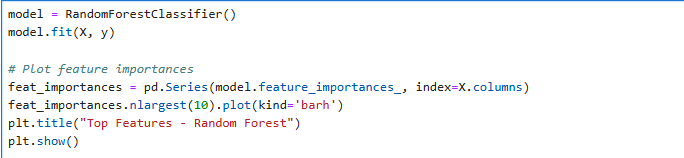 model = RandomForestClassifier()
model.fit(X, y)
# Plot feature importances
feat_importances = pd.Series(model.feature_importances_, index=X.columns)
feat_importances.nlargest(10).plot(kind='barh')
plt.title("Top Features - Random Forest")
plt.show()